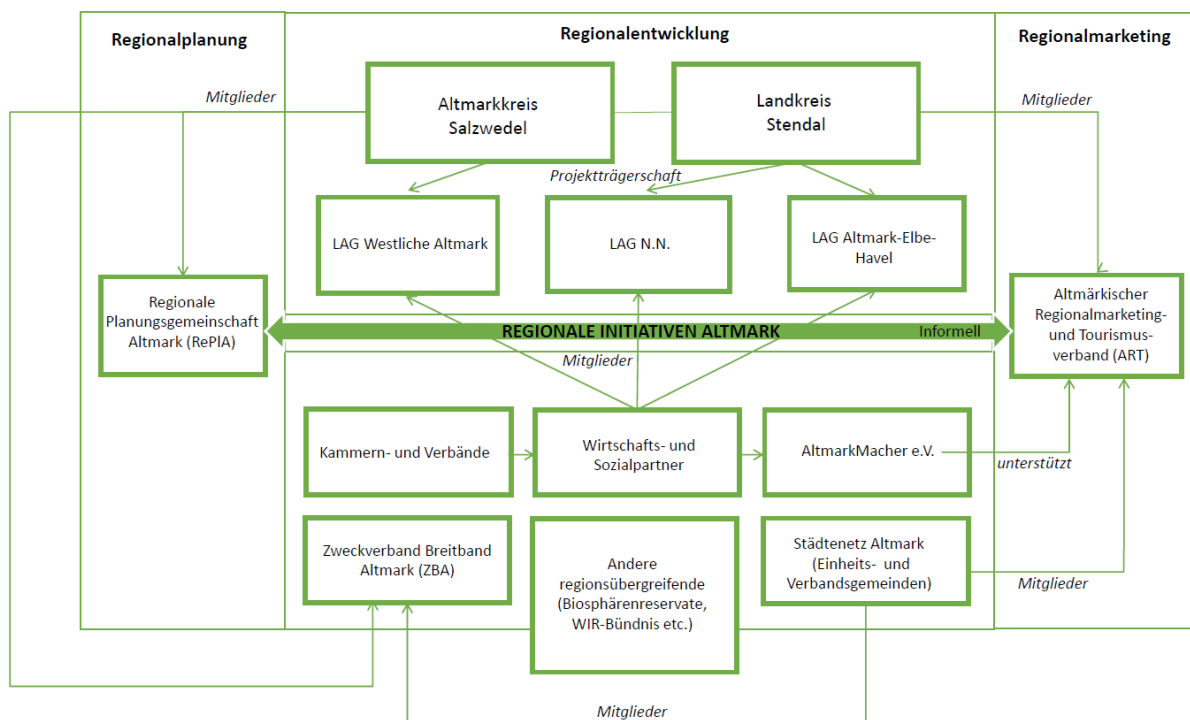 Regionalplanung
Regionalentwicklung
Regionalmarketing
Mitglieder
Altmarkkreis
Salzwedel
Landkreis
Stendal
Mitglieder
Projektträgerschaft
LAG Westliche Altmark
LAG N.N.
LAG Altmark-Elbe-
Havel
Regionale
Planungsgemeinschaft
Altmark (RePlA)
REGIONALE INITIATIVEN ALTMARK
Informell
Altmärkischer
Regionalmarketing-
und Tourismus-
verband (ART)
Mitglieder
Kammern- und Verbände
Wirtschafts- und
Sozialpartner
AltmarkMacher e.V.
unterstützt
Zweckverband Breitband
Altmark (ZBA)
Andere
regionsübergreifende
(Biosphärenreservate,
WIR-Bündnis etc.)
Städtenetz Altmark
(Einheits- und
Verbandsgemeinden)
Mitglieder
Mitglieder